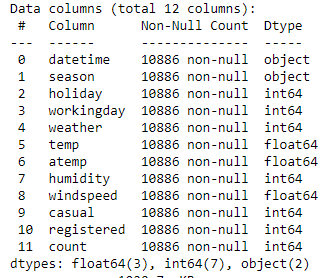 Data columns (total 12 columns):
 #   Column      Non-Null Count  Dtype
---  ------      --------------  -----
 0   datetime    10886 non-null  object
 1   season      10886 non-null  object
 2   holiday     10886 non-null  int64
 3   workingday  10886 non-null  int64
 4   weather     10886 non-null  int64
 5   temp        10886 non-null  float64
 6   atemp       10886 non-null  float64
 7   humidity    10886 non-null  int64
 8   windspeed   10886 non-null  float64
 9   casual      10886 non-null  int64
 10  registered  10886 non-null  int64
 11  count       10886 non-null  int64
dtypes: float64(3), int64(7), object(2)